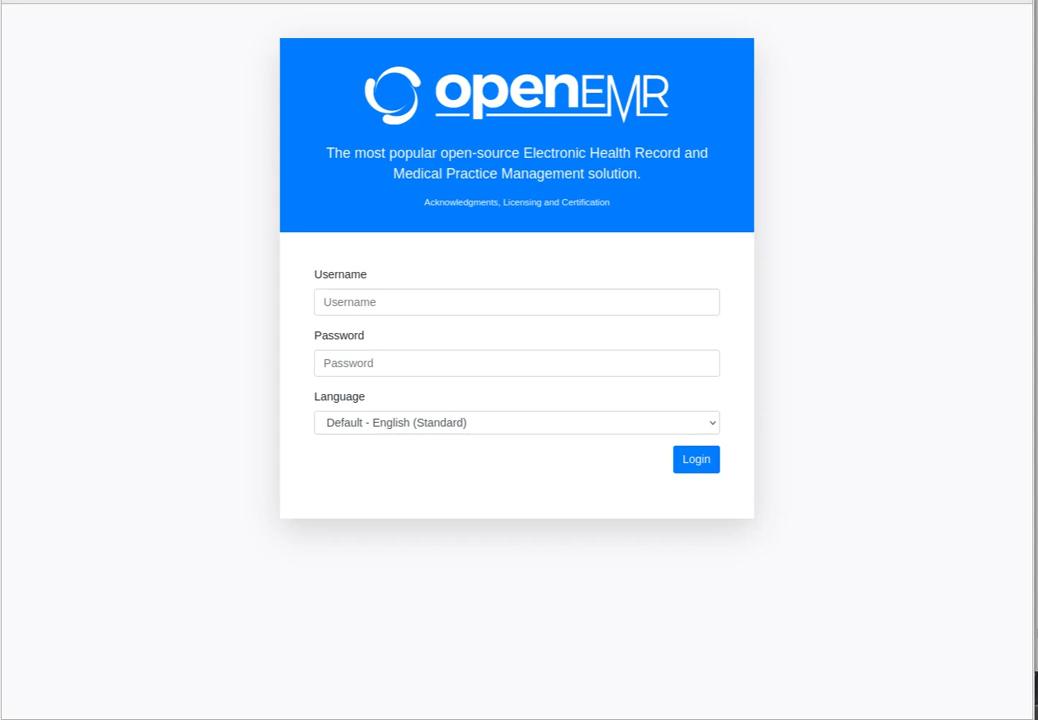 openEMR
The most popular open-source Electronic Health Record and
Medical Practice Management solution.
Acknowledgments, Licensing and Certification
Username
Username
Password
Password
Language
Default - English (Standard)
Login